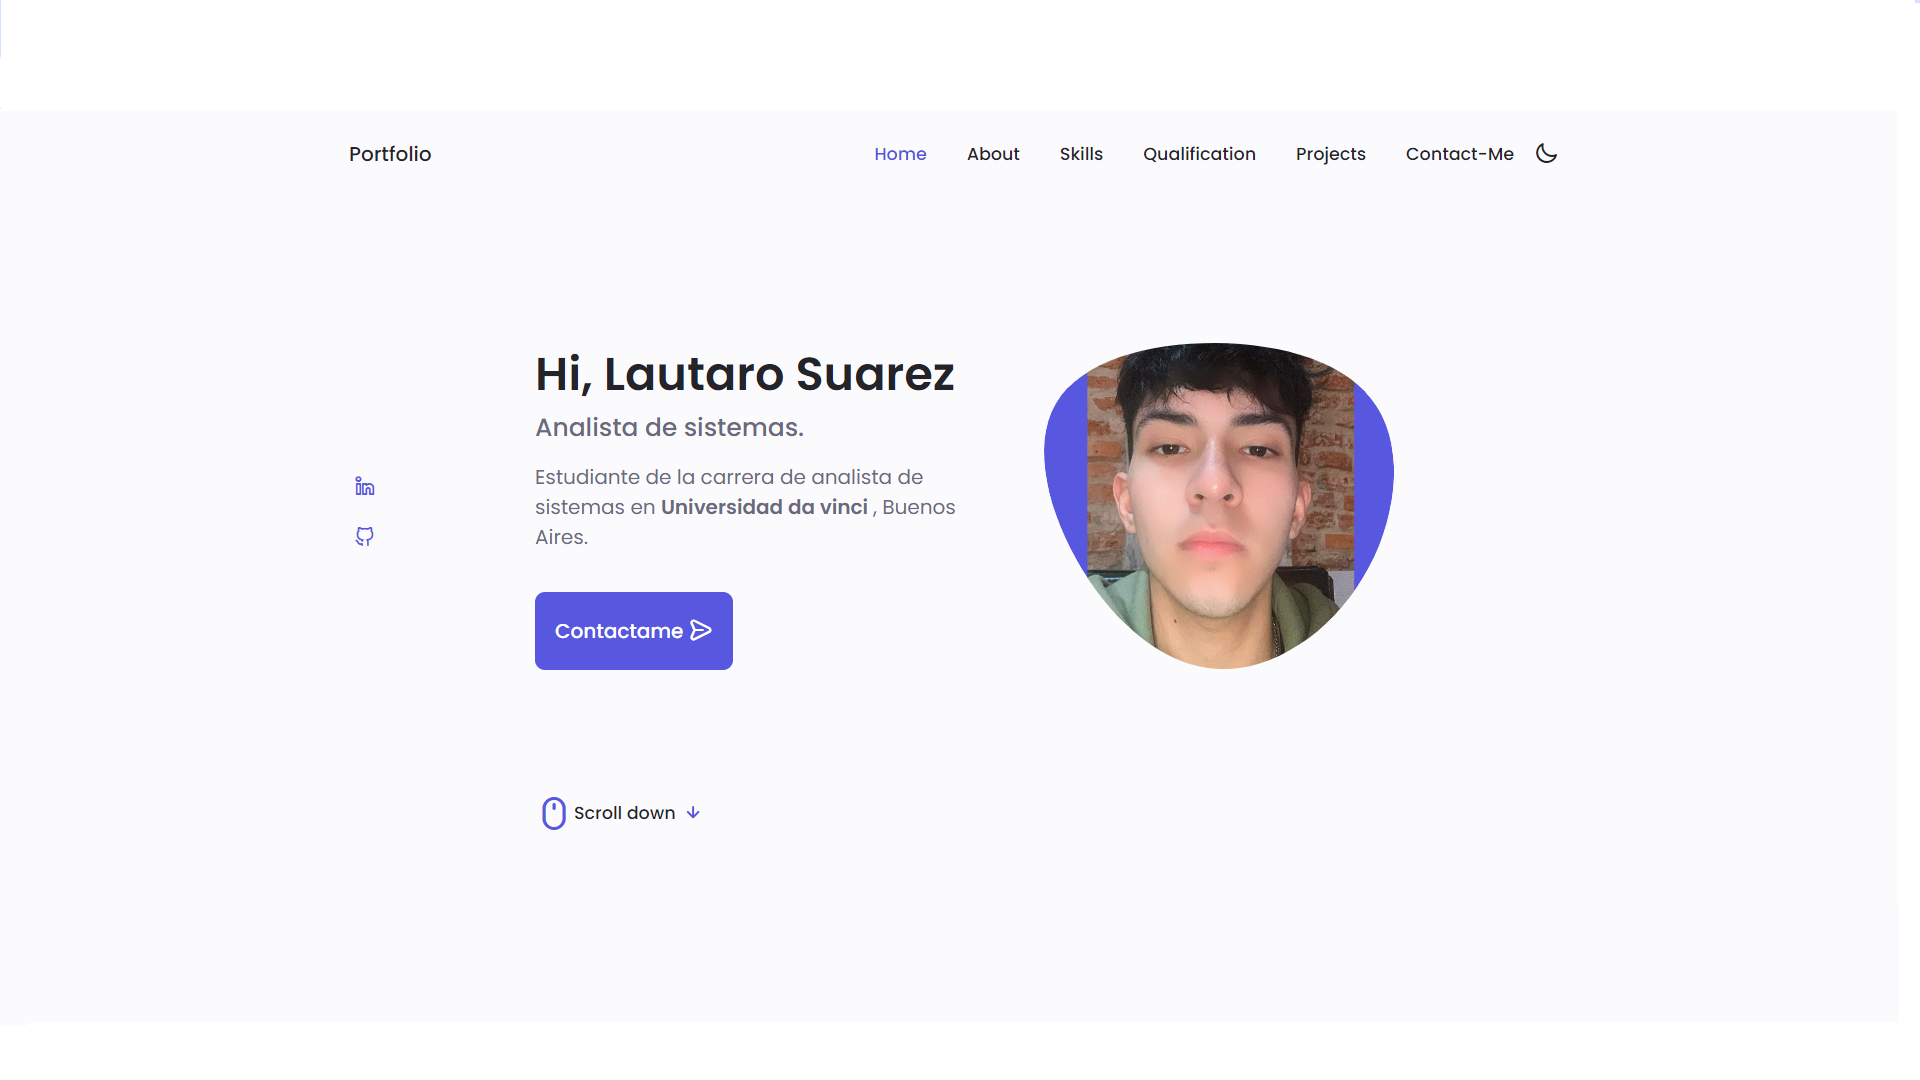 Portfolio
Home About Skills Qualification Projects Contact-Me
Hi, Lautaro Suarez
Analista de sistemas.
Estudiante de la carrera de analista de
sistemas en Universidad da vinci , Buenos
Aires.
Contactame
Scroll down